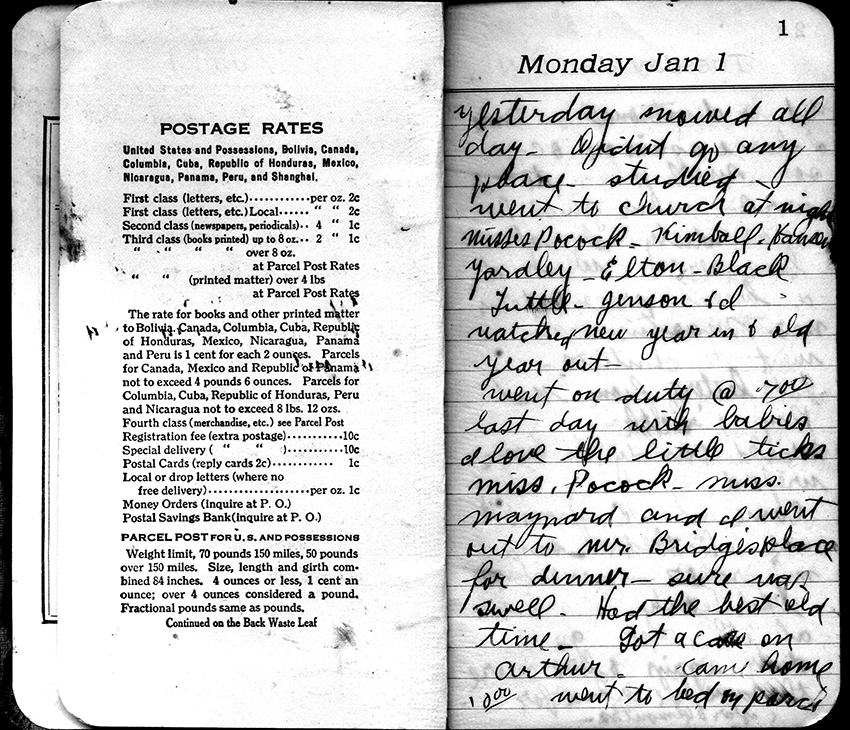 POSTAGE RATES
United States and Possessions, Bolivia, Canada,
Columbia, Cuba, Republic of Honduras, Mexico,
Nicaragua, Panama, Peru, and Shanghai.
First class (letters, etc.)............per oz. 2c
First class (letters, etc.) Local...... “ “ 2c
Second class (newspapers, periodicals).. 4 “ 1c
Third class (books printed) up to 8 oz... 2 “ 1c
“ “ “ “ over 8 oz.
at Parcel Post Rates
“ “ (printed matter) over 4 lbs
at Parcel Post Rates
The rate for books and other printed matter
to Bolivia, Canada, Columbia, Cuba, Republic
of Honduras, Mexico, Nicaragua, Panama
and Peru is 1 cent for each 2 ounces. Parcels
for Canada, Mexico and Republic of Panama
not to exceed 4 pounds 6 ounces. Parcels for
Columbia, Cuba, Republic of Honduras, Peru
and Nicaragua not to exceed 8 lbs. 12 ozs.
Fourth class (merchandise, etc.) see Parcel Post
Registration fee (extra postage)...........10c
Special delivery ( “ “ )...........10c
Postal Cards (reply cards 2c)............ 1c
Local or drop letters (where no
free delivery)......................per oz. 1c
Money Orders (inquire at P. O.)
Postal Savings Bank (inquire at P. O.)
PARCEL POST FOR U. S. AND POSSESSIONS
Weight limit, 70 pounds 150 miles, 50 pounds
over 150 miles. Size, length and girth com-
bined 84 inches. 4 ounces or less, 1 cent an
ounce; over 4 ounces considered a pound.
Fractional pounds same as pounds.
Continued on the Back Waste Leaf
1
Monday Jan 1
yesterday snowed all
day - I didnt go any
place - studied -
went to church at night
misses Pocock - Kimball -
Yardley - Elton - Black
Tuttle - Jenson & I
watched new year in & old
year out -
went on duty @ 7:00
last day with babies
I love the little ticks
miss. Pocock - miss.
maynard and I went
out to mr. Bridges place
for dinner - sure was
swell. Had the best old
time - Got a case on
Arthur. came home
10:00 went to bed on porch